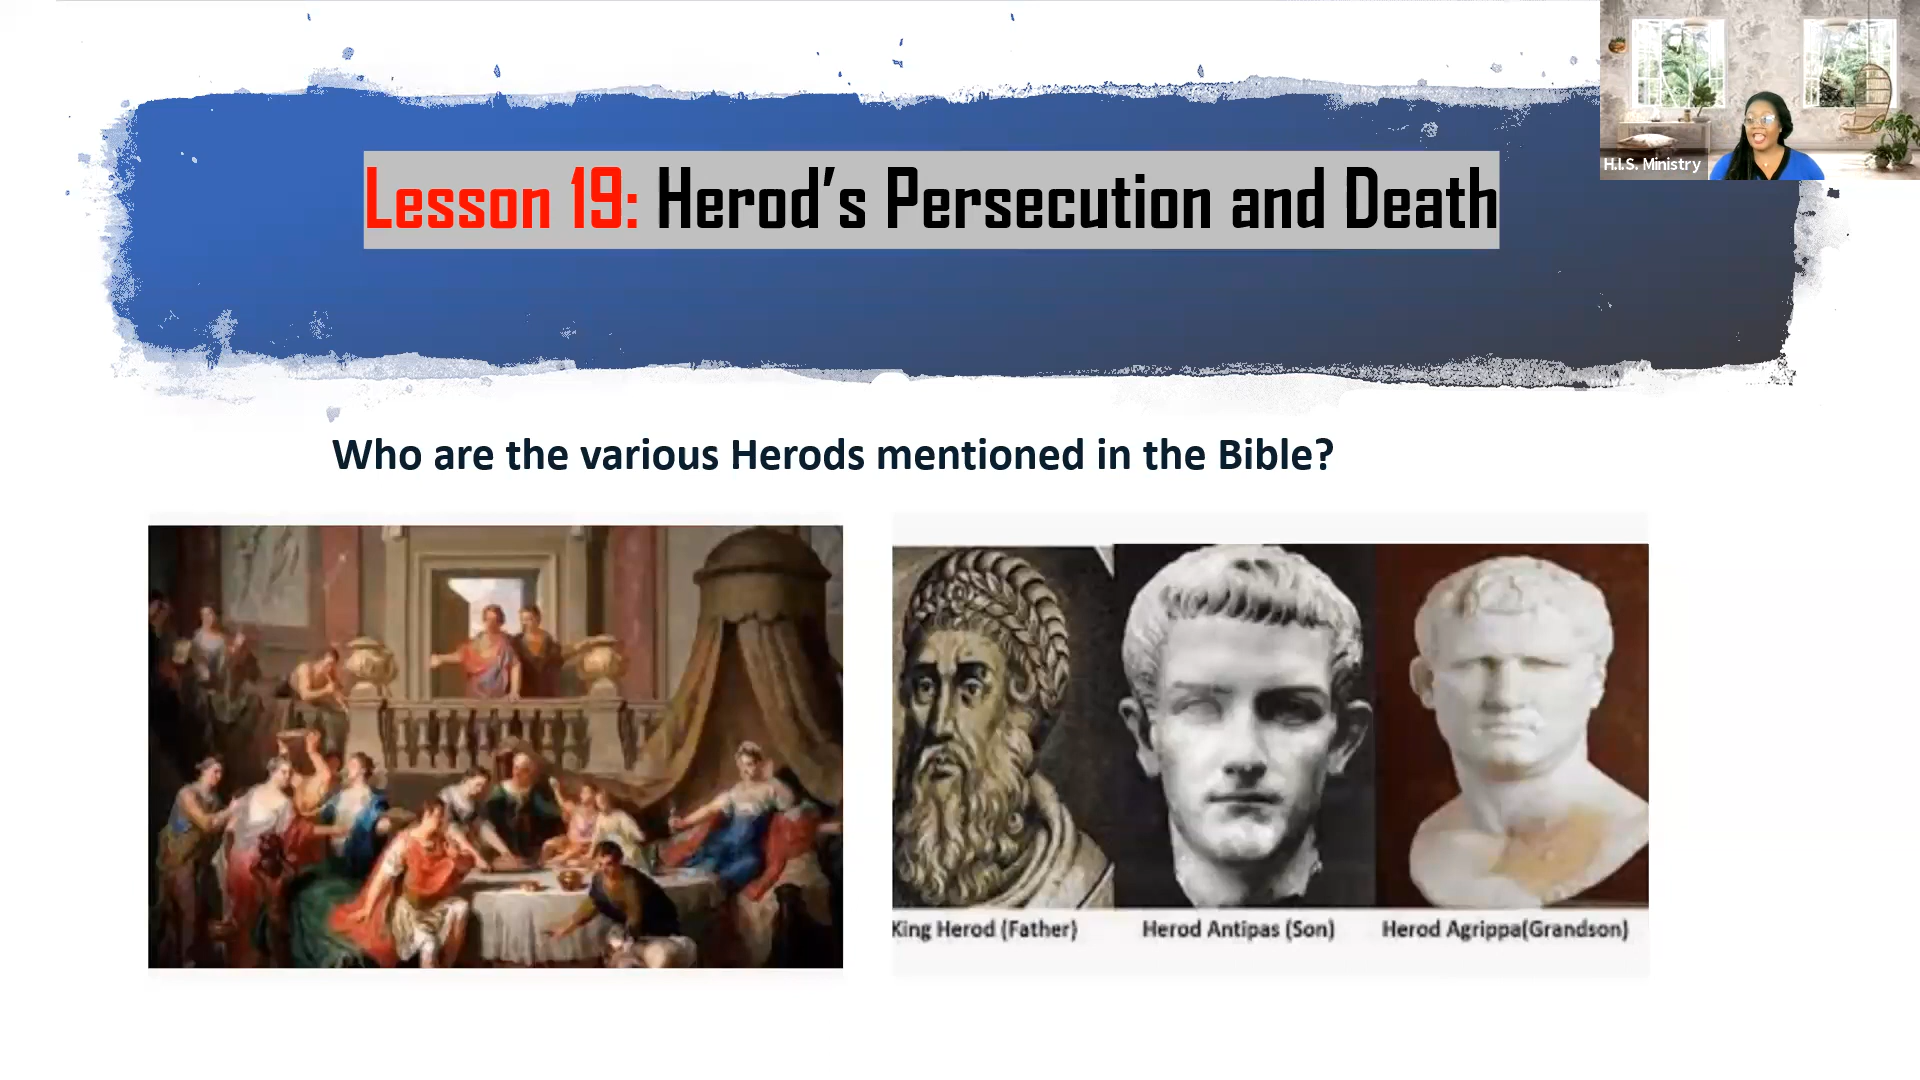 Lesson 19: Herod’s Persecution and Death
H.I.S. Ministry
Who are the various Herods mentioned in the Bible?
King Herod (Father)
Herod Antipas (Son)
Herod Agrippa(Grandson)